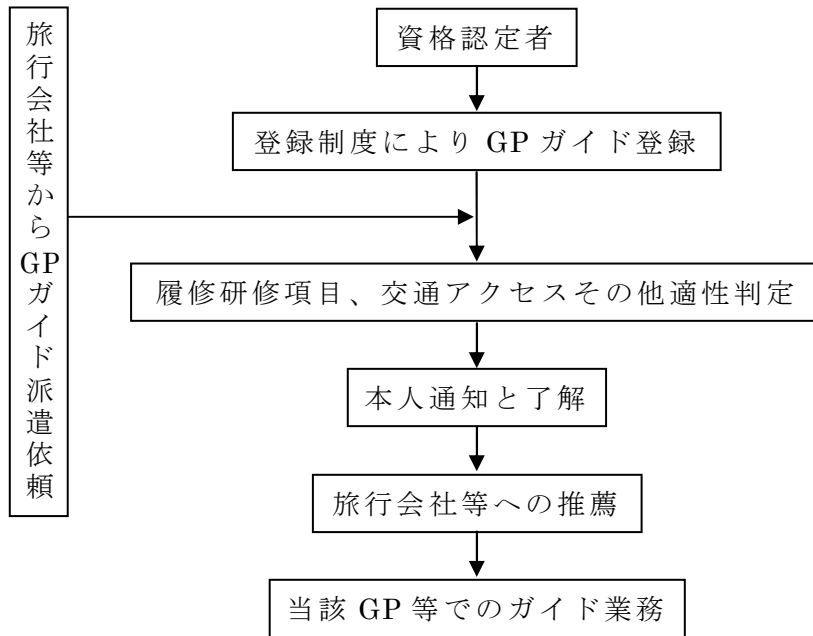 旅行会社等からGPガイド派遣依頼
資格認定者
登録制度により GP ガイド登録
履修研修項目、交通アクセスその他適性判定
本人通知と了解
旅行会社等への推薦
当該 GP 等でのガイド業務